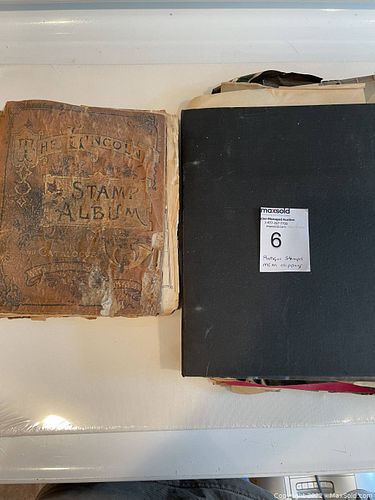 THE LINCOLN
STAMP
ALBUM
maxsold
6
Antique Stamps
Copyright 2022 • MaxSold.com